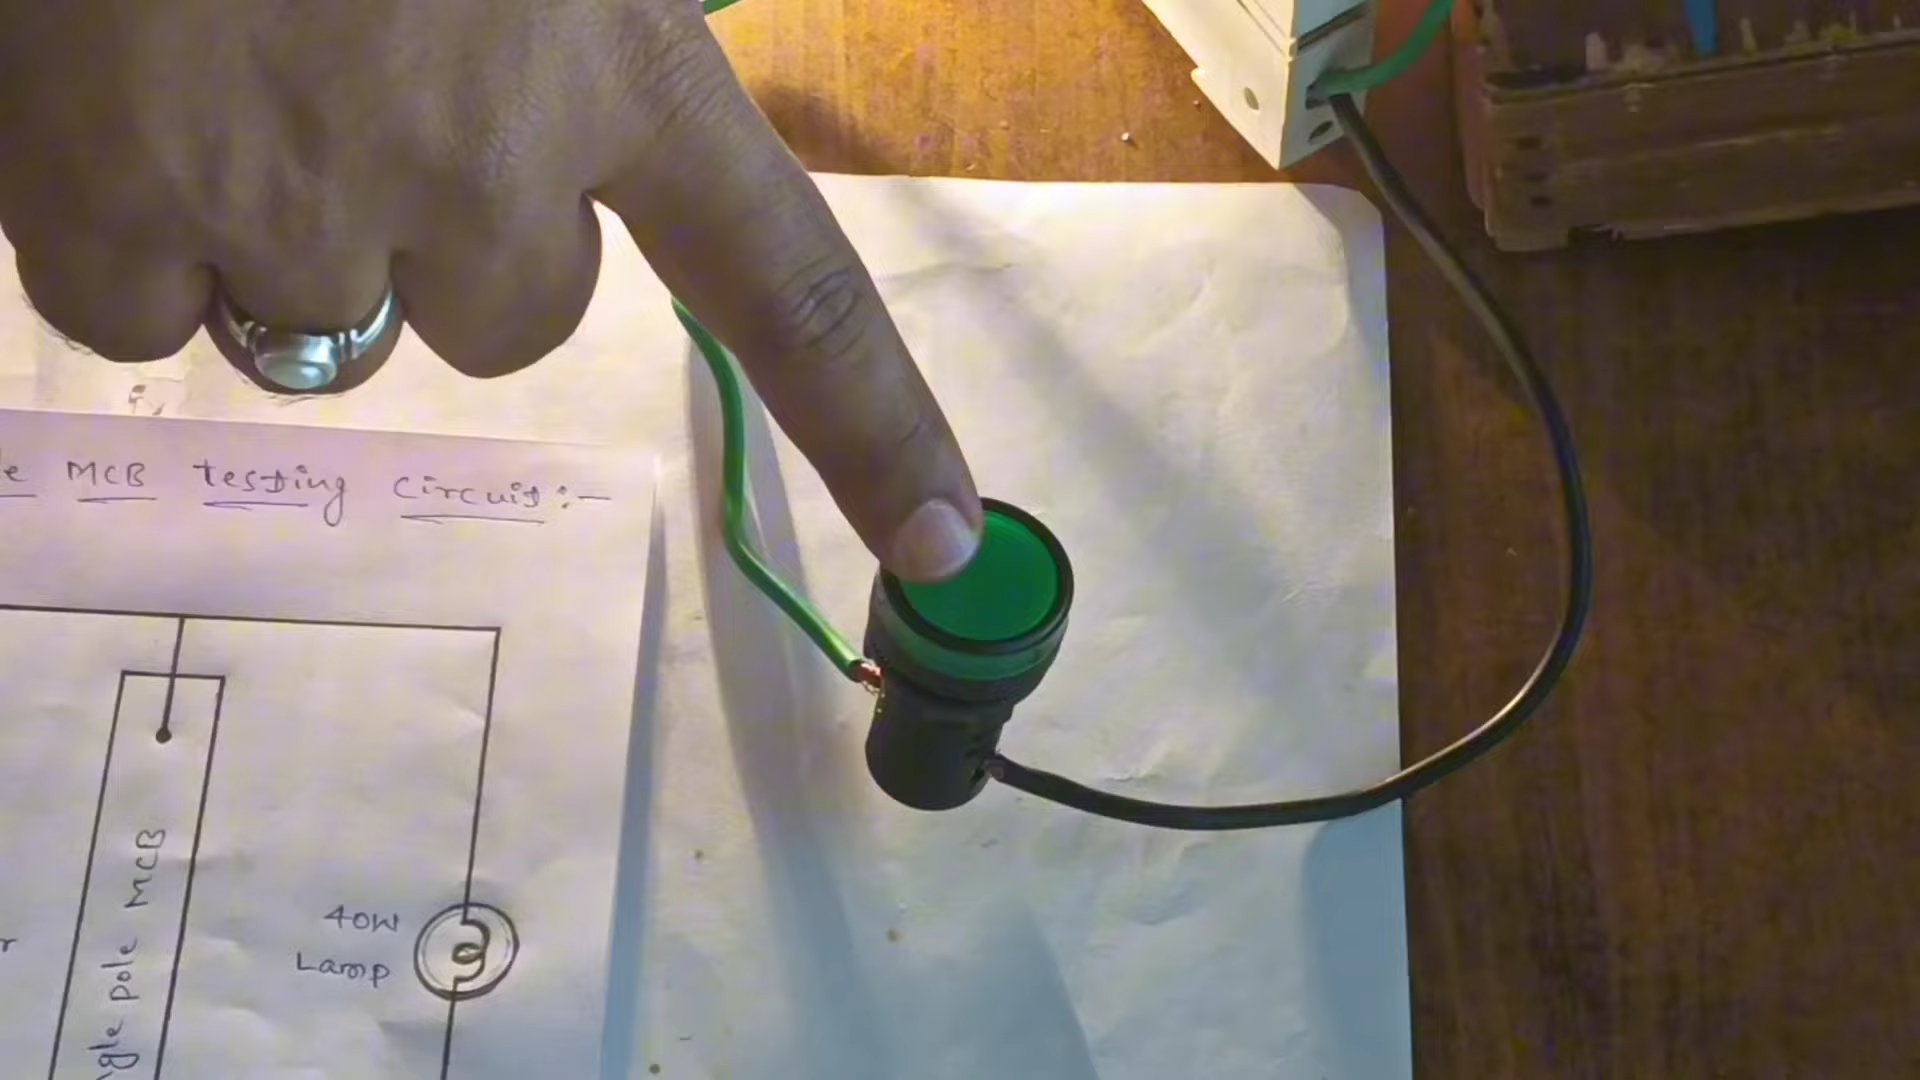 MCB testing circuit:-
40W
Lamp
pole MCB